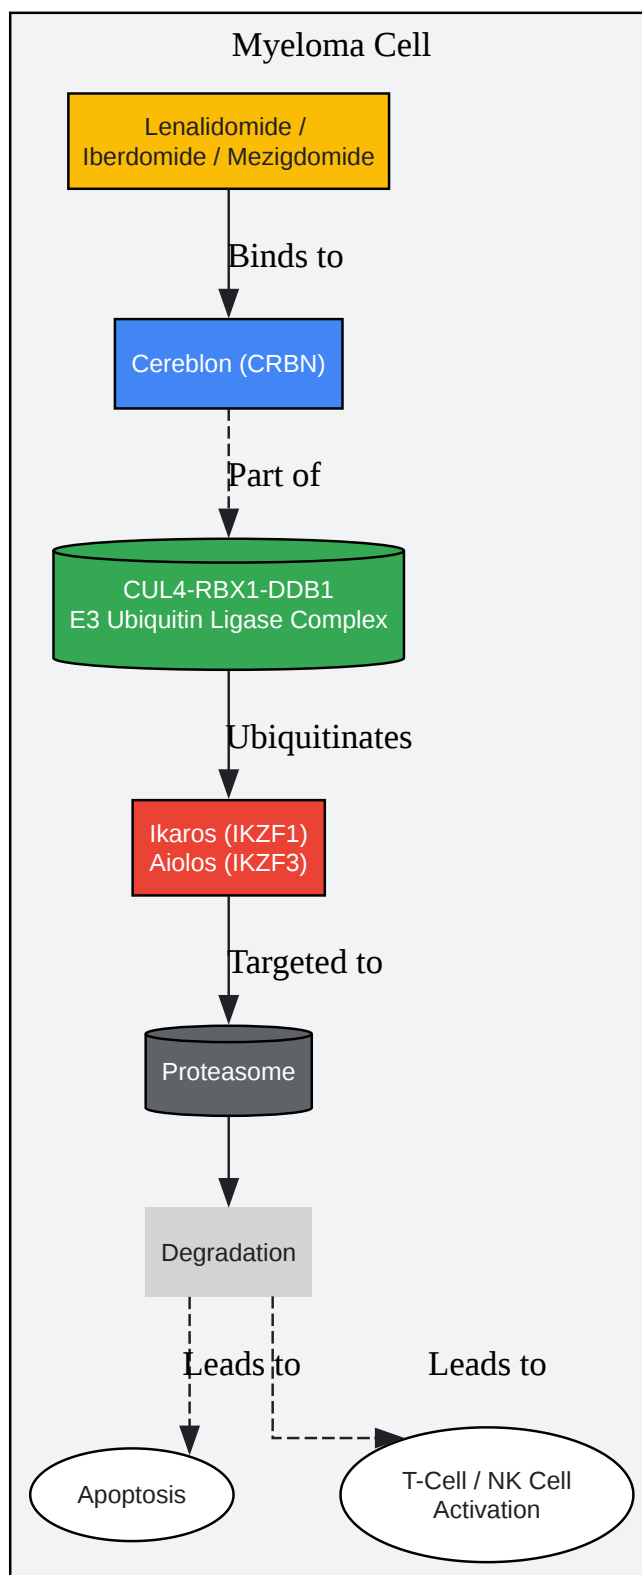 Myeloma Cell
Lenalidomide /
Iberdomide / Mezigdomide
Binds to
Cereblon (CRBN)
Part of
CUL4-RBX1-DDB1
E3 Ubiquitin Ligase Complex
Ubiquitinates
Ikaros (IKZF1)
Aiolos (IKZF3)
Targeted to
Proteasome
Degradation
Leads to
Leads to
Apoptosis
T-Cell / NK Cell
Activation